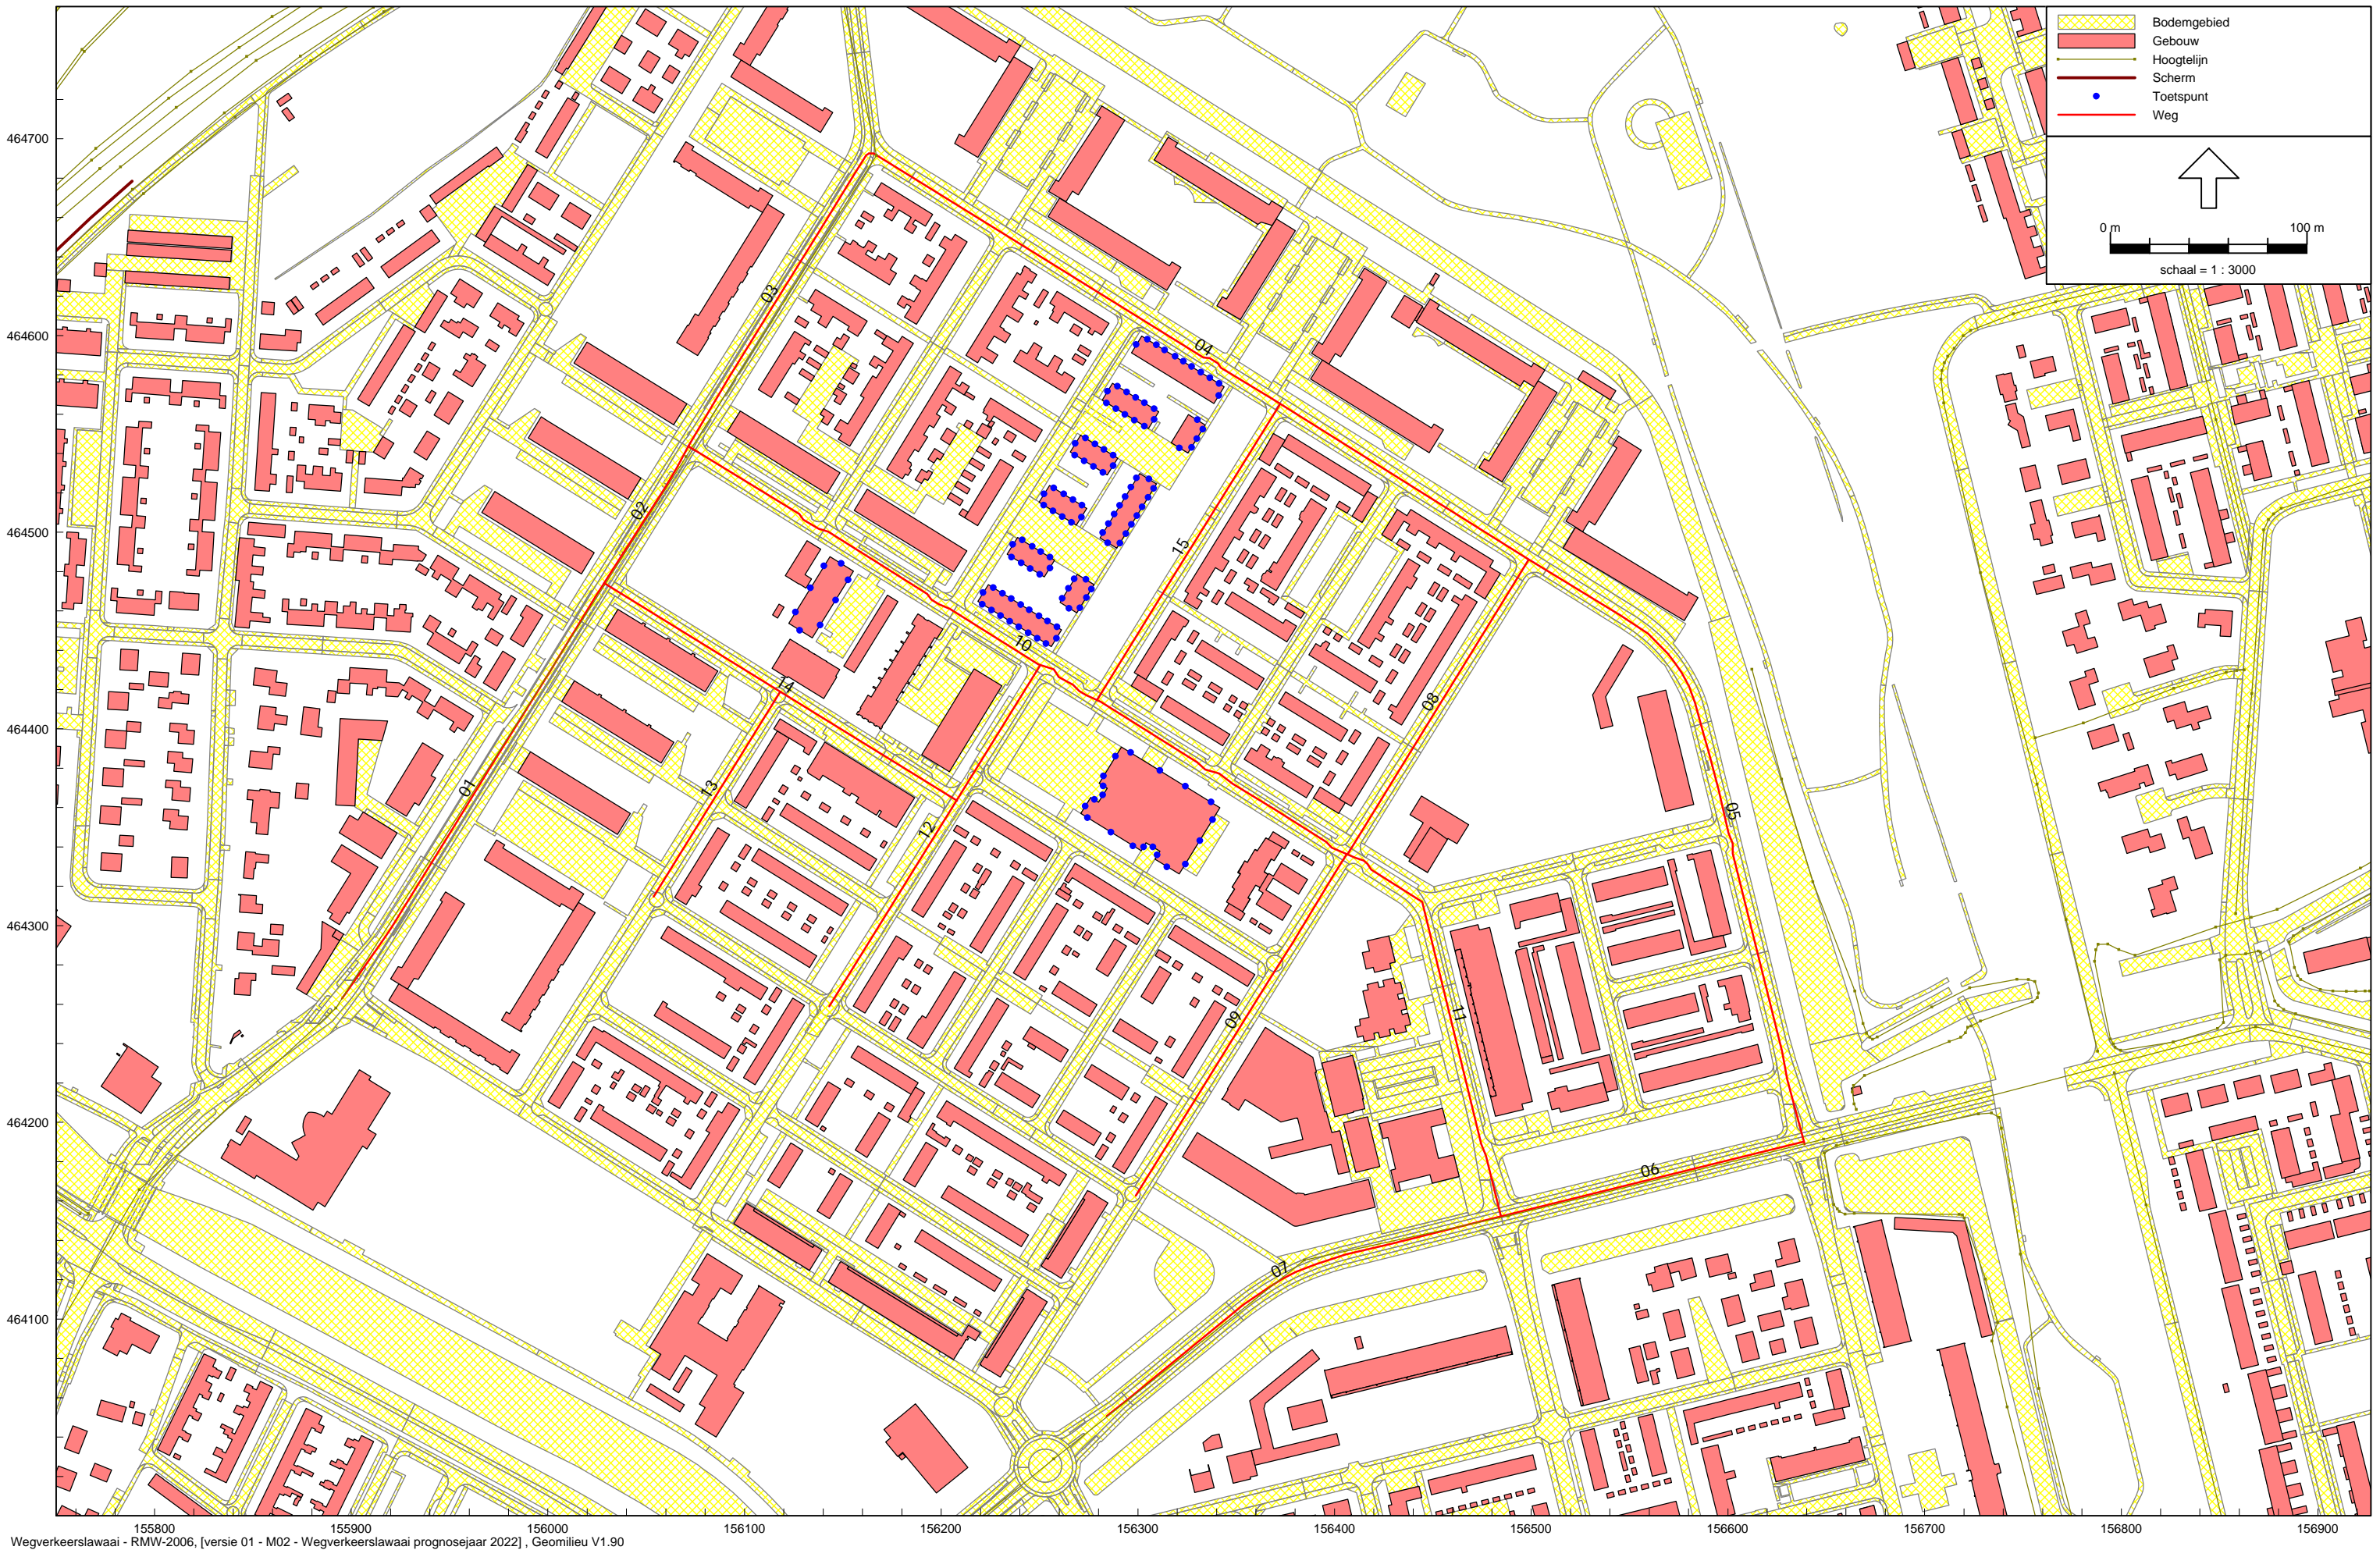 Bodemgebied
Gebouw
Hoogtelijn
Scherm
Toetspunt
Weg
0 m 100 m
schaal = 1 : 3000
464700
464600
464500
464400
464300
464200
464100
03
04
02
15
10
14
08
01
13
12
05
11
09
06
07
155800 155900 156000 156100 156200 156300 156400 156500 156600 156700 156800 156900
Wegverkeerslawaai - RMW-2006, [versie 01 - M02 - Wegverkeerslawaai prognosejaar 2022] , Geomilieu V1.90